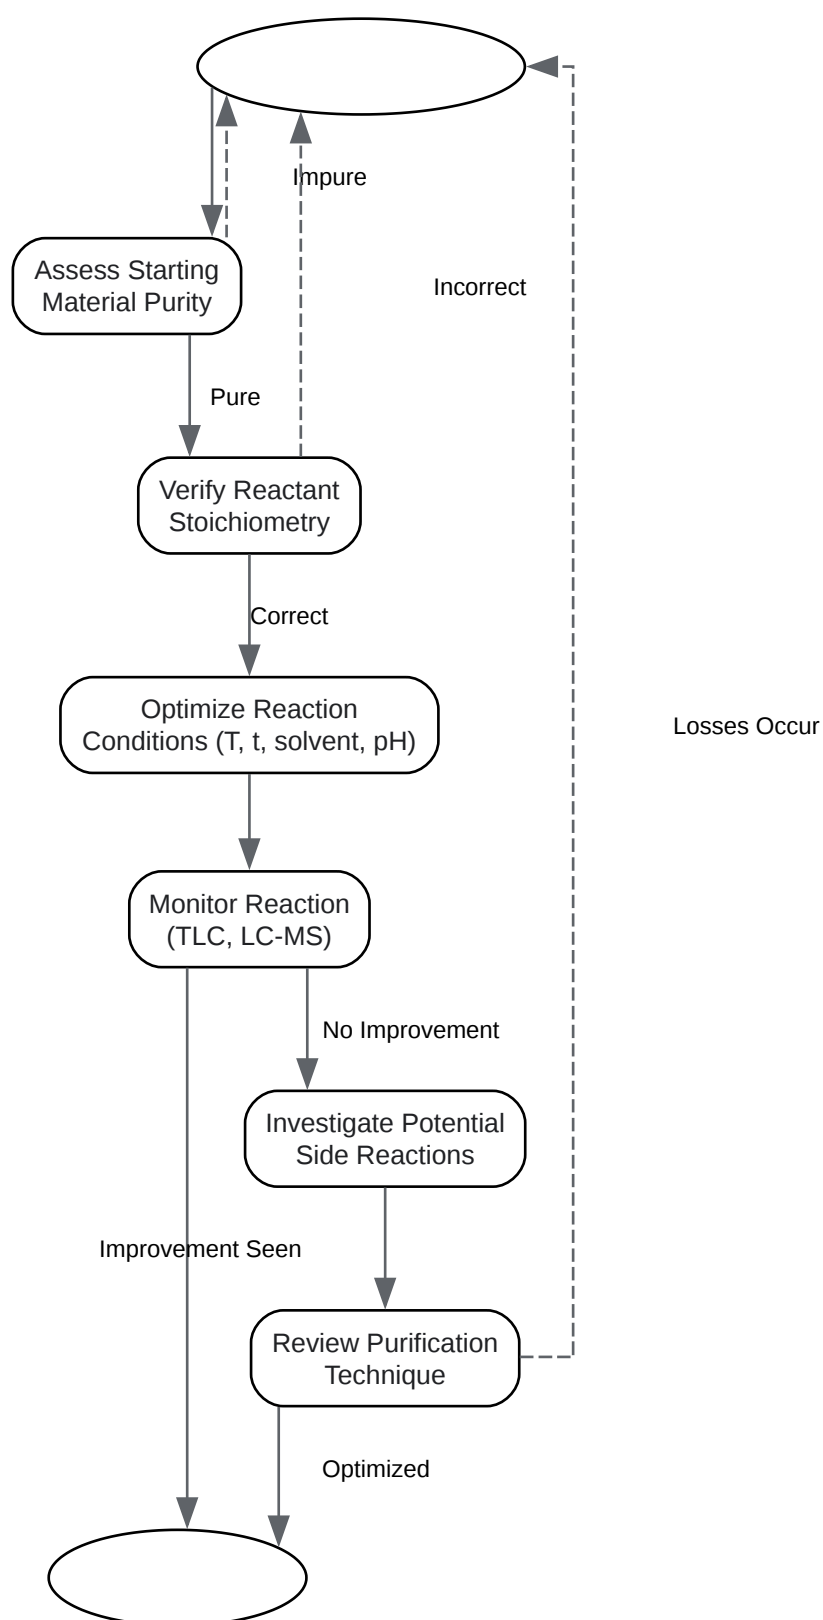 Impure
Assess Starting
Material Purity
Incorrect
Pure
Verify Reactant
Stoichiometry
Correct
Optimize Reaction
Conditions (T, t, solvent, pH)
Losses Occur
Monitor Reaction
(TLC, LC-MS)
No Improvement
Investigate Potential
Side Reactions
Improvement Seen
Review Purification
Technique
Optimized